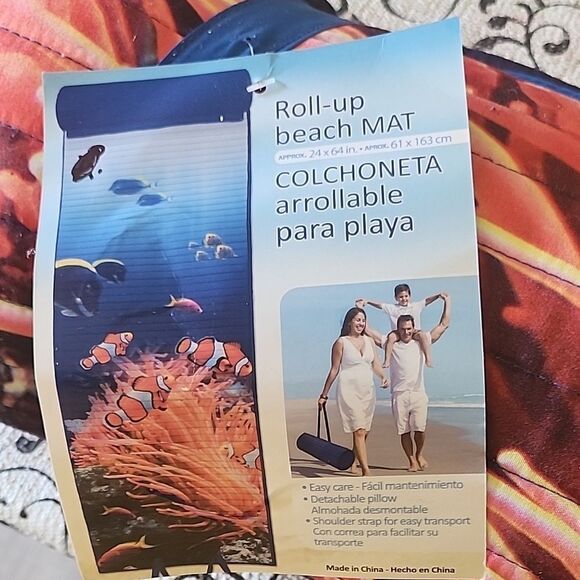 Roll-up
beach MAT
APPROX. 24 x 64 in. • APROX. 61 x 163 cm
COLCHONETA
arrollable
para playa
• Easy care - Fácil mantenimiento
• Detachable pillow
Almohada desmontable
• Shoulder strap for easy transport
Con correa para facilitar su
transporte
Made in China - Hecho en China